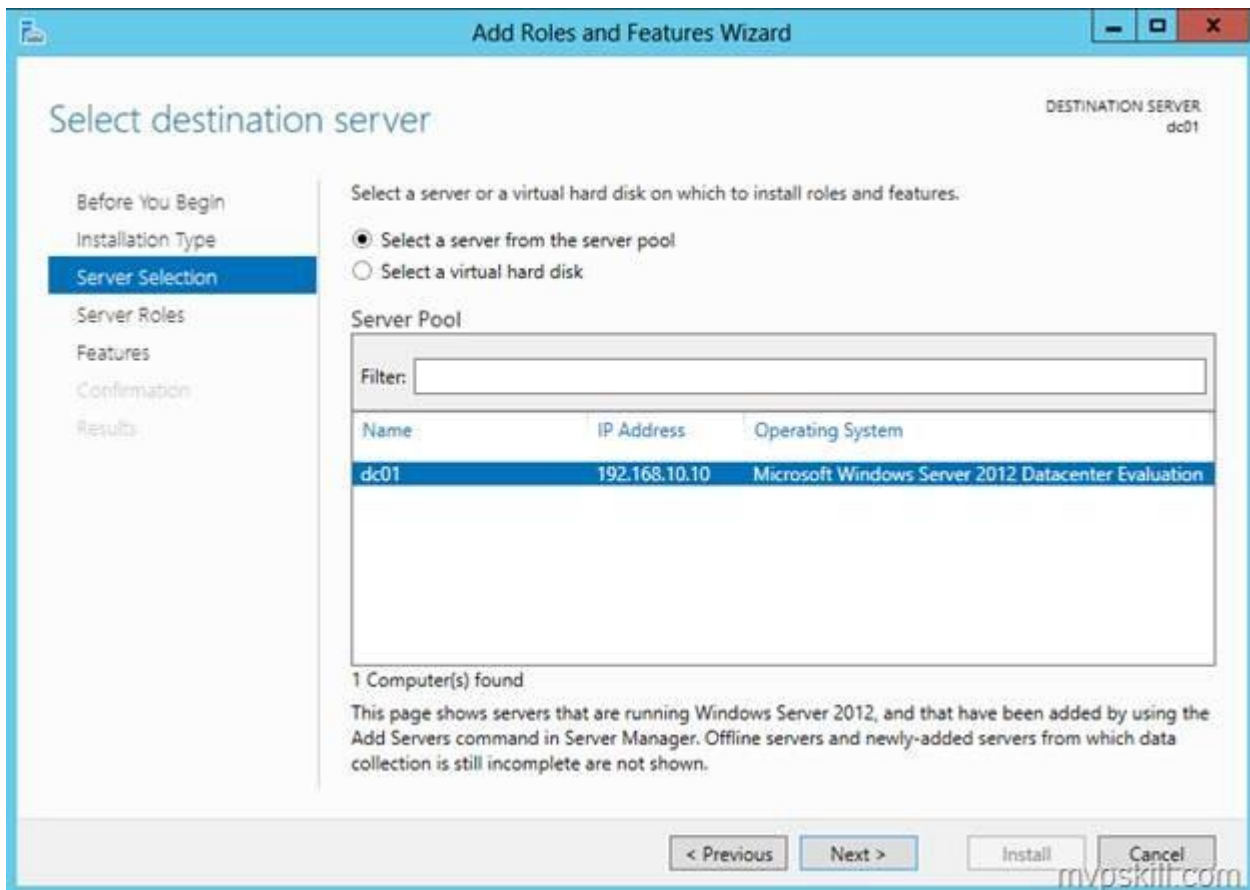 Add Roles and Features Wizard
Select destination server
DESTINATION SERVER
dc01
Before You Begin
Installation Type
Server Selection
Server Roles
Features
Confirmation
Results
Select a server or a virtual hard disk on which to install roles and features.
Select a server from the server pool
Select a virtual hard disk
Server Pool
Filter:
Name IP Address Operating System
dc01 192.168.10.10 Microsoft Windows Server 2012 Datacenter Evaluation
1 Computer(s) found
This page shows servers that are running Windows Server 2012, and that have been added by using the
Add Servers command in Server Manager. Offline servers and newly-added servers from which data
collection is still incomplete are not shown.
< Previous Next > Install Cancel
mvpskill.com